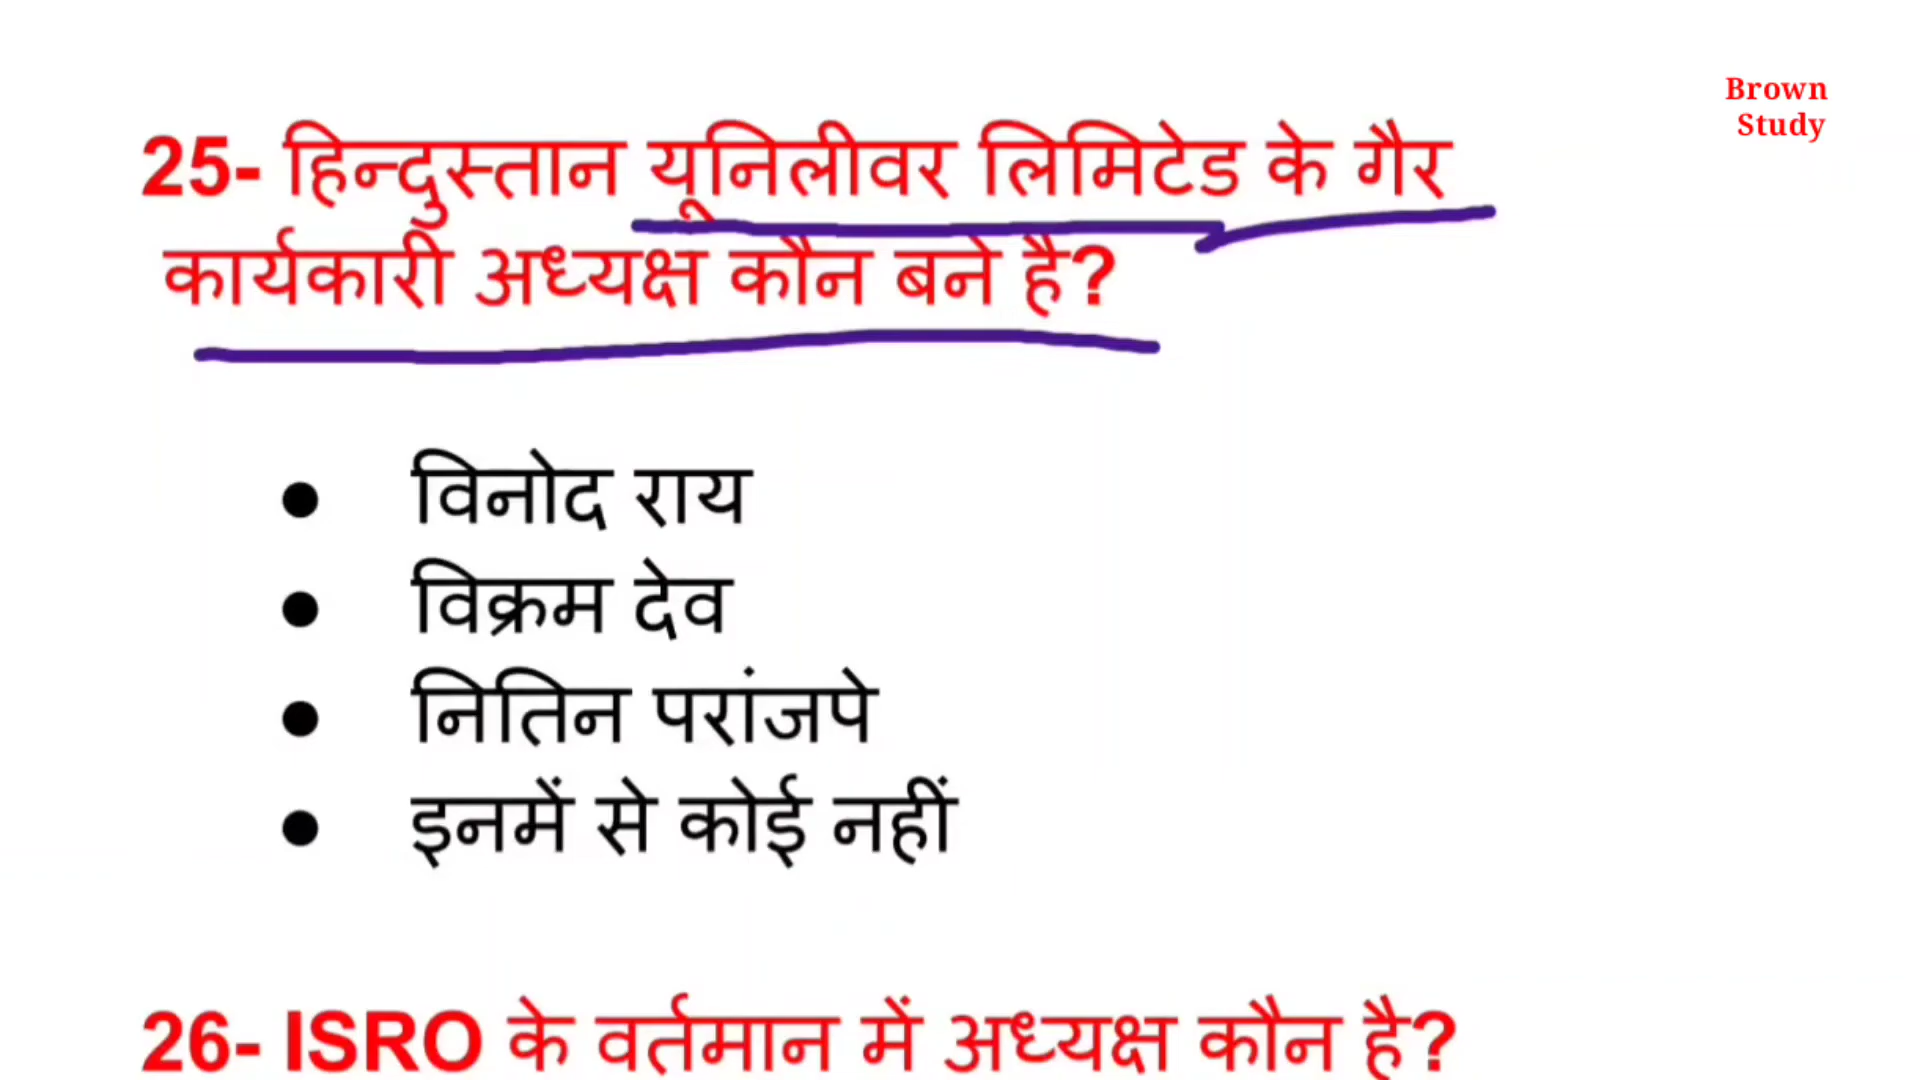 Brown
Study
25- हिन्दुस्तान यूनिलीवर लिमिटेड के गैर
कार्यकारी अध्यक्ष कौन बने है?
● विनोद राय
● विक्रम देव
● नितिन परांजपे
● इनमें से कोई नहीं
26- ISRO के वर्तमान में अध्यक्ष कौन है?